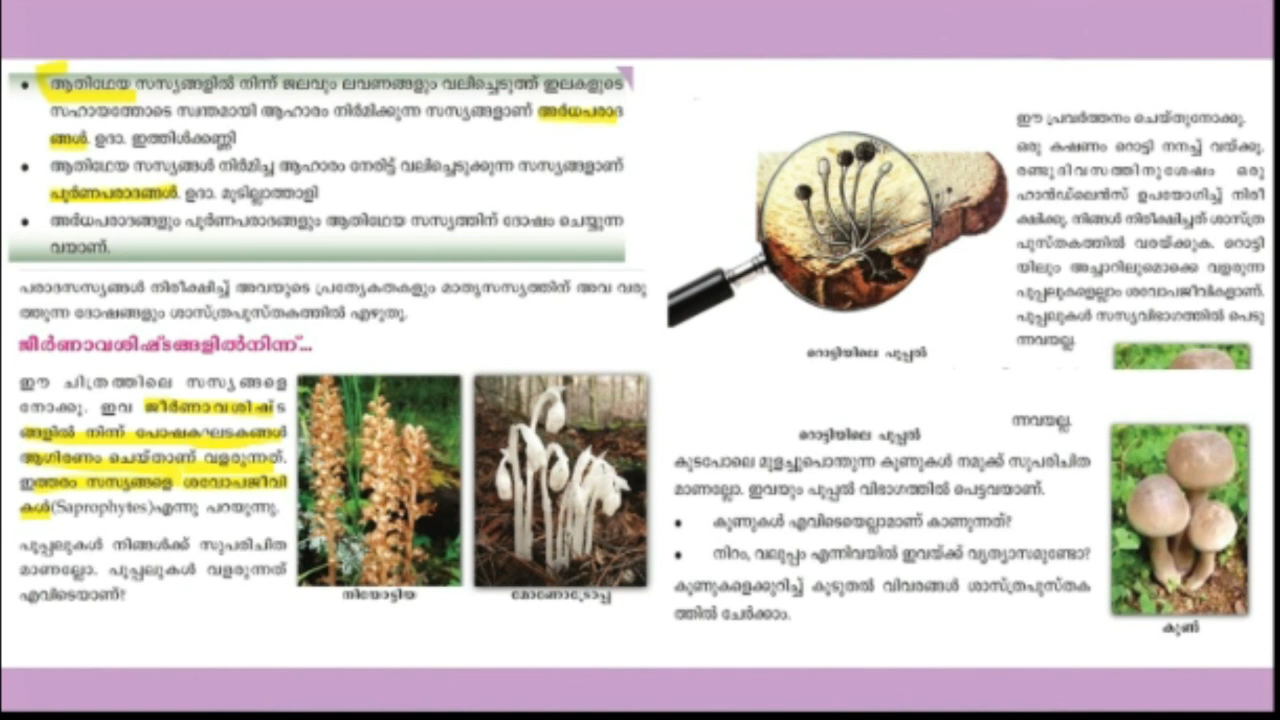 ആതിഥേയ സസ്യങ്ങളിൽ നിന്ന് ജലവും ലവണങ്ങളും വലിച്ചെടുത്ത് ഇലകളുടെ
സഹായത്തോടെ സ്വന്തമായി ആഹാരം നിർമിക്കുന്ന സസ്യങ്ങളാണ് അർധപരാദ
ങ്ങൾ. ഉദാ. ഇത്തിൾക്കണ്ണി
ആതിഥേയ സസ്യങ്ങൾ നിർമിച്ച ആഹാരം നേരിട്ട് വലിച്ചെടുക്കുന്ന സസ്യങ്ങളാണ്
പൂർണപരാദങ്ങൾ. ഉദാ. മൂടില്ലാത്താളി
അർധപരാദങ്ങളും പൂർണപരാദങ്ങളും ആതിഥേയ സസ്യത്തിന് ദോഷം ചെയ്യുന്ന
വയാണ്.
പരാദസസ്യങ്ങൾ നിരീക്ഷിച്ച് അവയുടെ പ്രത്യേകതകളും മാതൃസസ്യത്തിന് അവ വരു
ത്തുന്ന ദോഷങ്ങളും ശാസ്ത്രപുസ്തകത്തിൽ എഴുതൂ.
ജീർണാവശിഷ്ടങ്ങളിൽനിന്ന്...
ഈ ചിത്രത്തിലെ സസ്യങ്ങളെ
നോക്കൂ. ഇവ ജീർണാവശിഷ്ട
ങ്ങളിൽ നിന്ന് പോഷകഘടകങ്ങൾ
ആഗിരണം ചെയ്താണ് വളരുന്നത്.
ഇത്തരം സസ്യങ്ങളെ ശവോപജീവി
കൾ(Saprophytes)എന്നു പറയുന്നു.
പൂപ്പലുകൾ നിങ്ങൾക്ക് സുപരിചിത
മാണല്ലോ. പൂപ്പലുകൾ വളരുന്നത്
എവിടെയാണ്?
നിയോട്ടിയ
മോണോട്രോപ്പ
ഈ പ്രവർത്തനം ചെയ്തുനോക്കൂ.
ഒരു കഷണം റൊട്ടി നനച്ച് വയ്ക്കൂ.
രണ്ടുദിവസത്തിനുശേഷം ഒരു
ഹാൻഡ്‌ലെൻസ് ഉപയോഗിച്ച് നിരീ
ക്ഷിക്കൂ. നിങ്ങൾ നിരീക്ഷിച്ചത് ശാസ്ത്ര
പുസ്തകത്തിൽ വരയ്ക്കുക. റൊട്ടി
യിലും അച്ചാറിലുമൊക്കെ വളരുന്ന
പൂപ്പലുകളെല്ലാം ശവോപജീവികളാണ്.
പൂപ്പലുകൾ സസ്യവിഭാഗത്തിൽ പെടു
ന്നവയല്ല.
റൊട്ടിയിലെ പൂപ്പൽ
ന്നവയല്ല.
റൊട്ടിയിലെ പൂപ്പൽ
കുടപോലെ മുളച്ചുപൊന്തുന്ന കൂണുകൾ നമുക്ക് സുപരിചിത
മാണല്ലോ. ഇവയും പൂപ്പൽ വിഭാഗത്തിൽ പെട്ടവയാണ്.
കൂണുകൾ എവിടെയെല്ലാമാണ് കാണുന്നത്?
നിറം, വലുപ്പം എന്നിവയിൽ ഇവയ്ക്ക് വ്യത്യാസമുണ്ടോ?
കൂണുകളെക്കുറിച്ച് കൂടുതൽ വിവരങ്ങൾ ശാസ്ത്രപുസ്തക
ത്തിൽ ചേർക്കാം.
കൂൺ